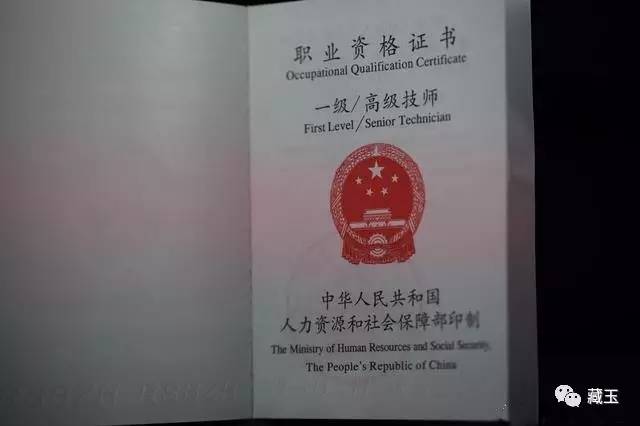 职业资格证书
Occupational Qualification Certificate
一级/高级技师
First Level/Senior Technician
中华人民共和国
人力资源和社会保障部印制
The Ministry of Human Resources and Social Security,
The People's Republic of China
藏玉